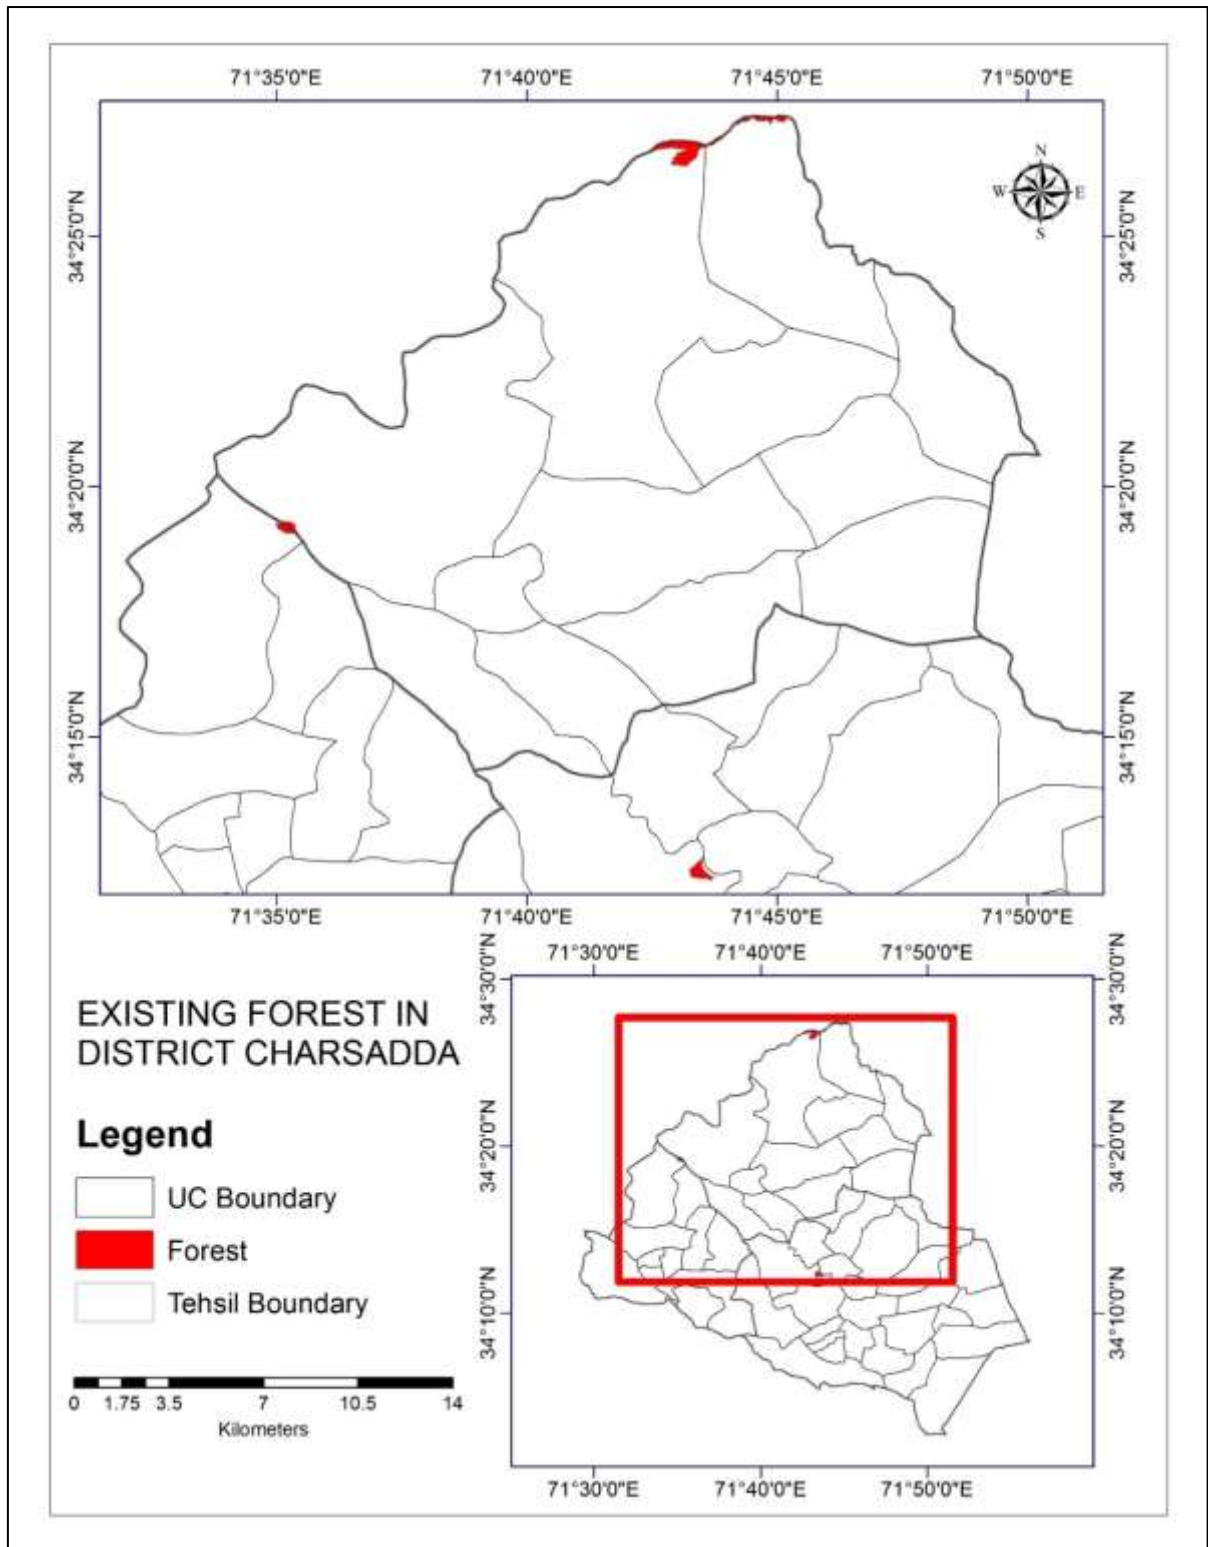 71°35'0"E 71°40'0"E 71°45'0"E 71°50'0"E
N
W E
S
34°25'0"N 34°25'0"N
34°20'0"N 34°20'0"N
34°15'0"N 34°15'0"N
71°35'0"E 71°40'0"E 71°45'0"E 71°50'0"E
71°30'0"E 71°40'0"E 71°50'0"E
34°30'0"N 34°30'0"N
34°20'0"N 34°20'0"N
34°10'0"N 34°10'0"N
71°30'0"E 71°40'0"E 71°50'0"E
EXISTING FOREST IN
DISTRICT CHARSADDA
Legend
UC Boundary
Forest
Tehsil Boundary
0 1.75 3.5 7 10.5 14
Kilometers